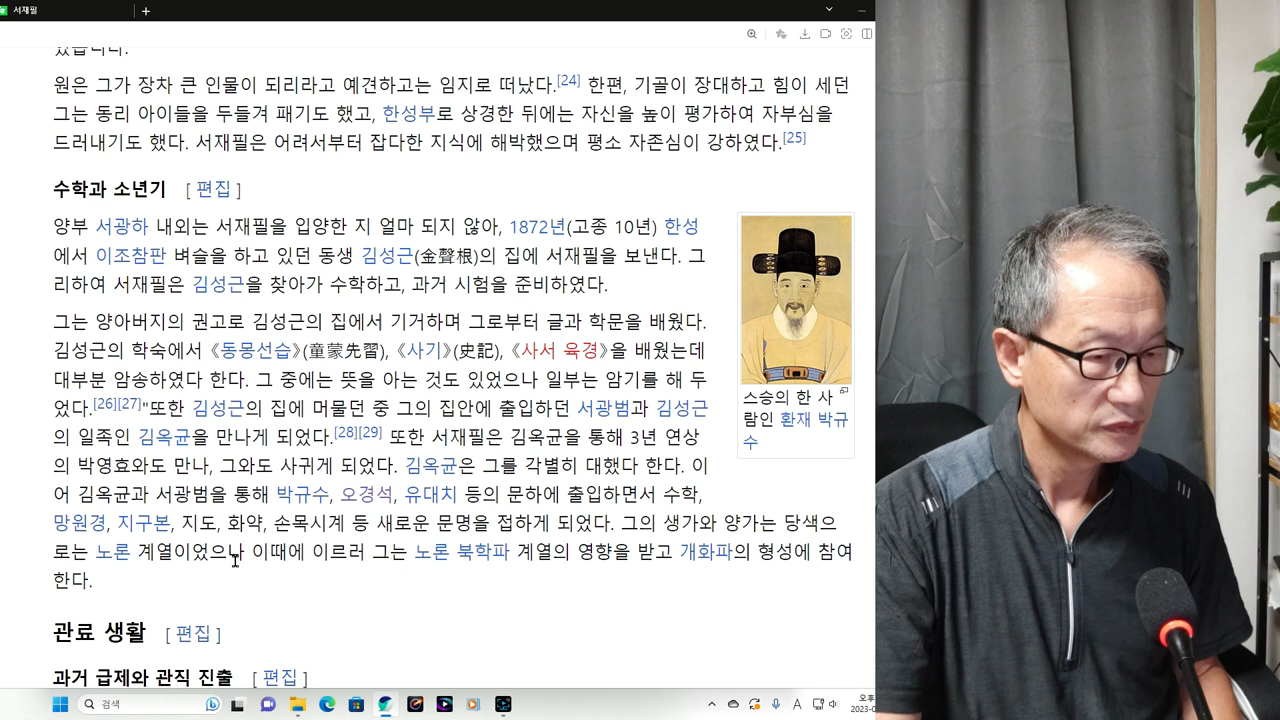 서재필
있습니다.
원은 그가 장차 큰 인물이 되리라고 예견하고는 임지로 떠났다.[24] 한편, 기골이 장대하고 힘이 세던
그는 동리 아이들을 두들겨 패기도 했고, 한성부로 상경한 뒤에는 자신을 높이 평가하여 자부심을
드러내기도 했다. 서재필은 어려서부터 잡다한 지식에 해박했으며 평소 자존심이 강하였다.[25]
수학과 소년기 [ 편집 ]
양부 서광하 내외는 서재필을 입양한 지 얼마 되지 않아, 1872년(고종 10년) 한성
에서 이조참판 벼슬을 하고 있던 동생 김성근(金聲根)의 집에 서재필을 보낸다. 그
리하여 서재필은 김성근을 찾아가 수학하고, 과거 시험을 준비하였다.
그는 양아버지의 권고로 김성근의 집에서 기거하며 그로부터 글과 학문을 배웠다.
김성근의 학숙에서 《동몽선습》(童蒙先習), 《사기》(史記), 《사서 육경》을 배웠는데
대부분 암송하였다 한다. 그 중에는 뜻을 아는 것도 있었으나 일부는 암기를 해 두
었다.[26][27]"또한 김성근의 집에 머물던 중 그의 집안에 출입하던 서광범과 김성근
의 일족인 김옥균을 만나게 되었다.[28][29] 또한 서재필은 김옥균을 통해 3년 연상
의 박영효와도 만나, 그와도 사귀게 되었다. 김옥균은 그를 각별히 대했다 한다. 이
어 김옥균과 서광범을 통해 박규수, 오경석, 유대치 등의 문하에 출입하면서 수학,
망원경, 지구본, 지도, 화약, 손목시계 등 새로운 문명을 접하게 되었다. 그의 생가와 양가는 당색으
로는 노론 계열이었으나 이때에 이르러 그는 노론 북학파 계열의 영향을 받고 개화파의 형성에 참여
한다.
스승의 한 사
람인 환재 박규
수
관료 생활 [ 편집 ]
과거 급제와 관직 진출 [ 편집 ]
검색
A
오후
2023-0